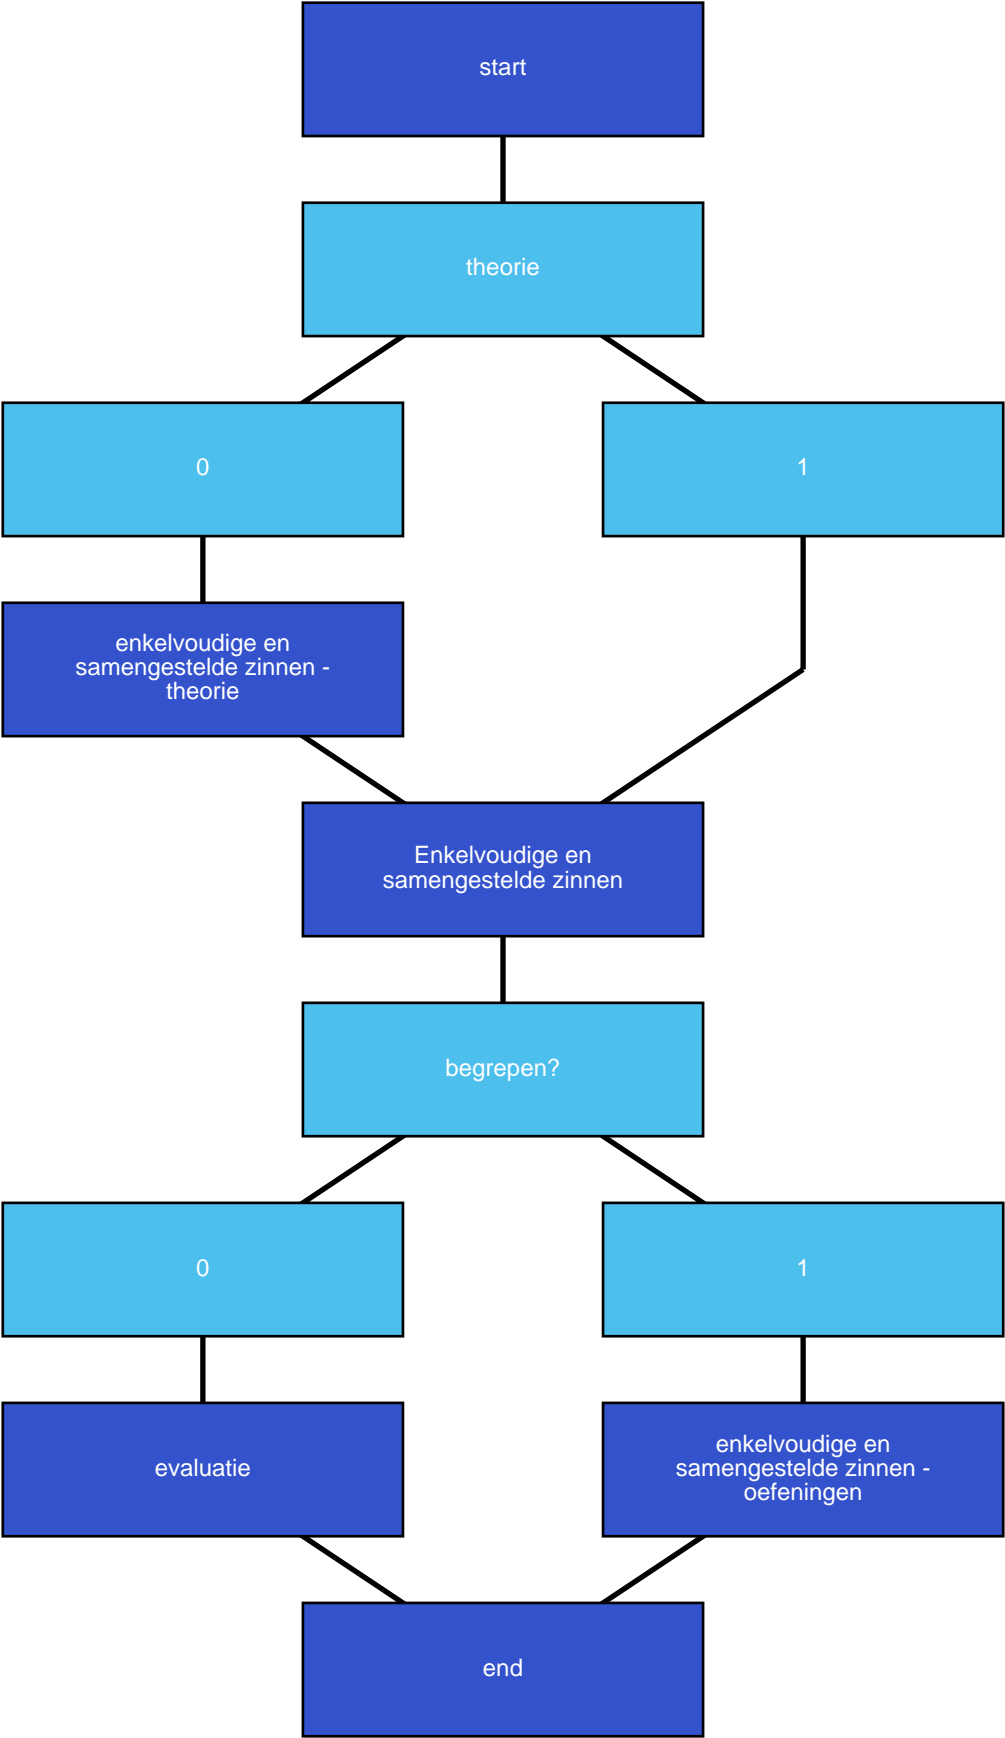 start
theorie
0
1
enkelvoudige en
samengestelde zinnen -
theorie
Enkelvoudige en
samengestelde zinnen
begrepen?
0
1
evaluatie
enkelvoudige en
samengestelde zinnen -
oefeningen
end